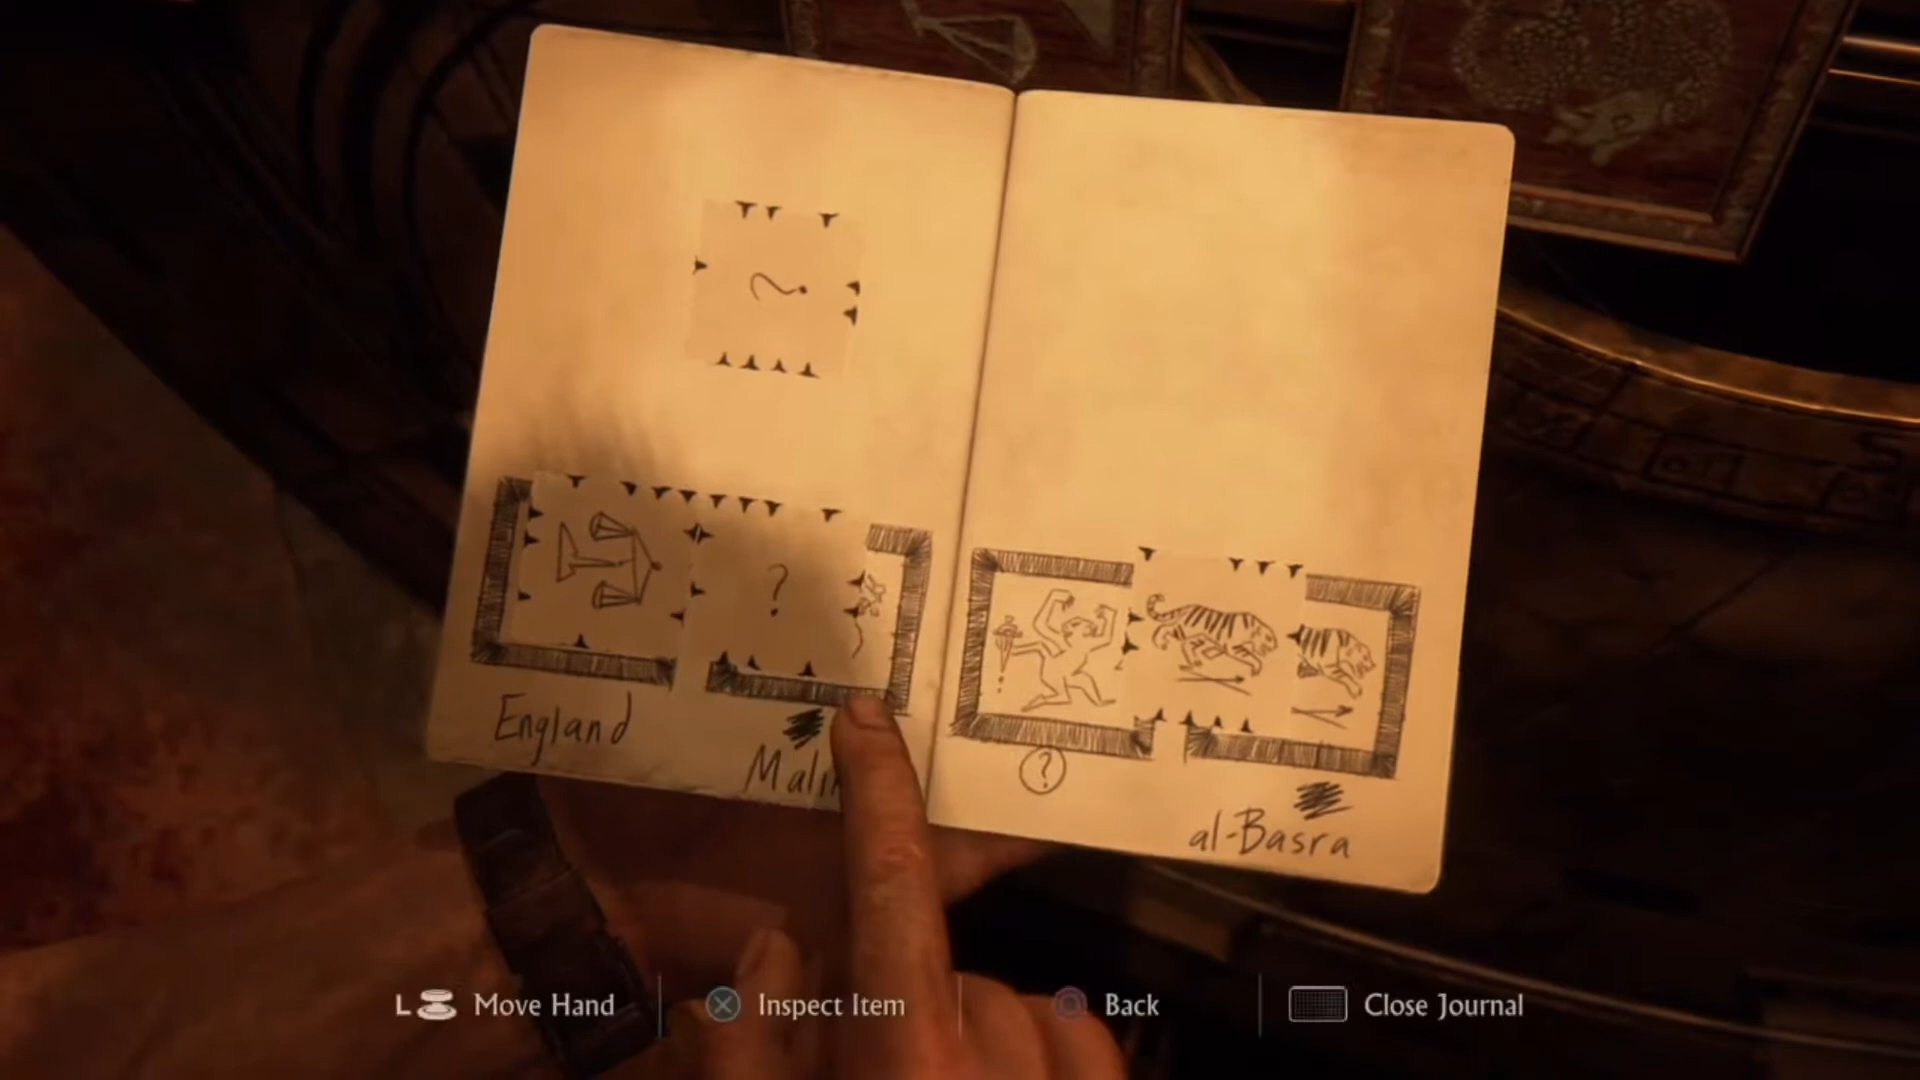 ?
?
England
?
al-Basra
L Move Hand
Inspect Item
Back
Close Journal